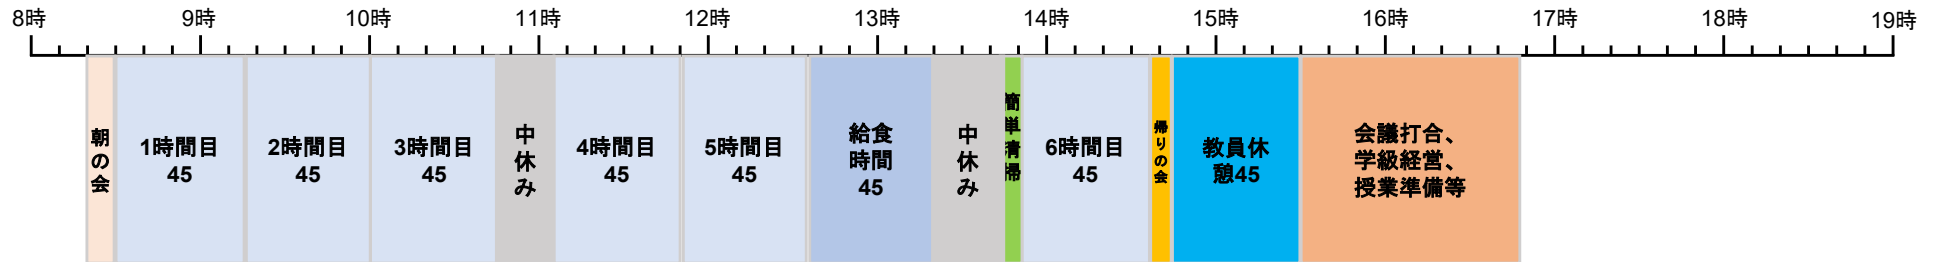 8時 9時 10時 11時 12時 13時 14時 15時 16時 17時 18時 19時
朝の会
1時間目
45
2時間目
45
3時間目
45
中休み
4時間目
45
5時間目
45
給食
時間
45
中休み
簡単清掃
6時間目
45
帰りの会
教員休
憩45
会議打合、
学級経営、
授業準備等